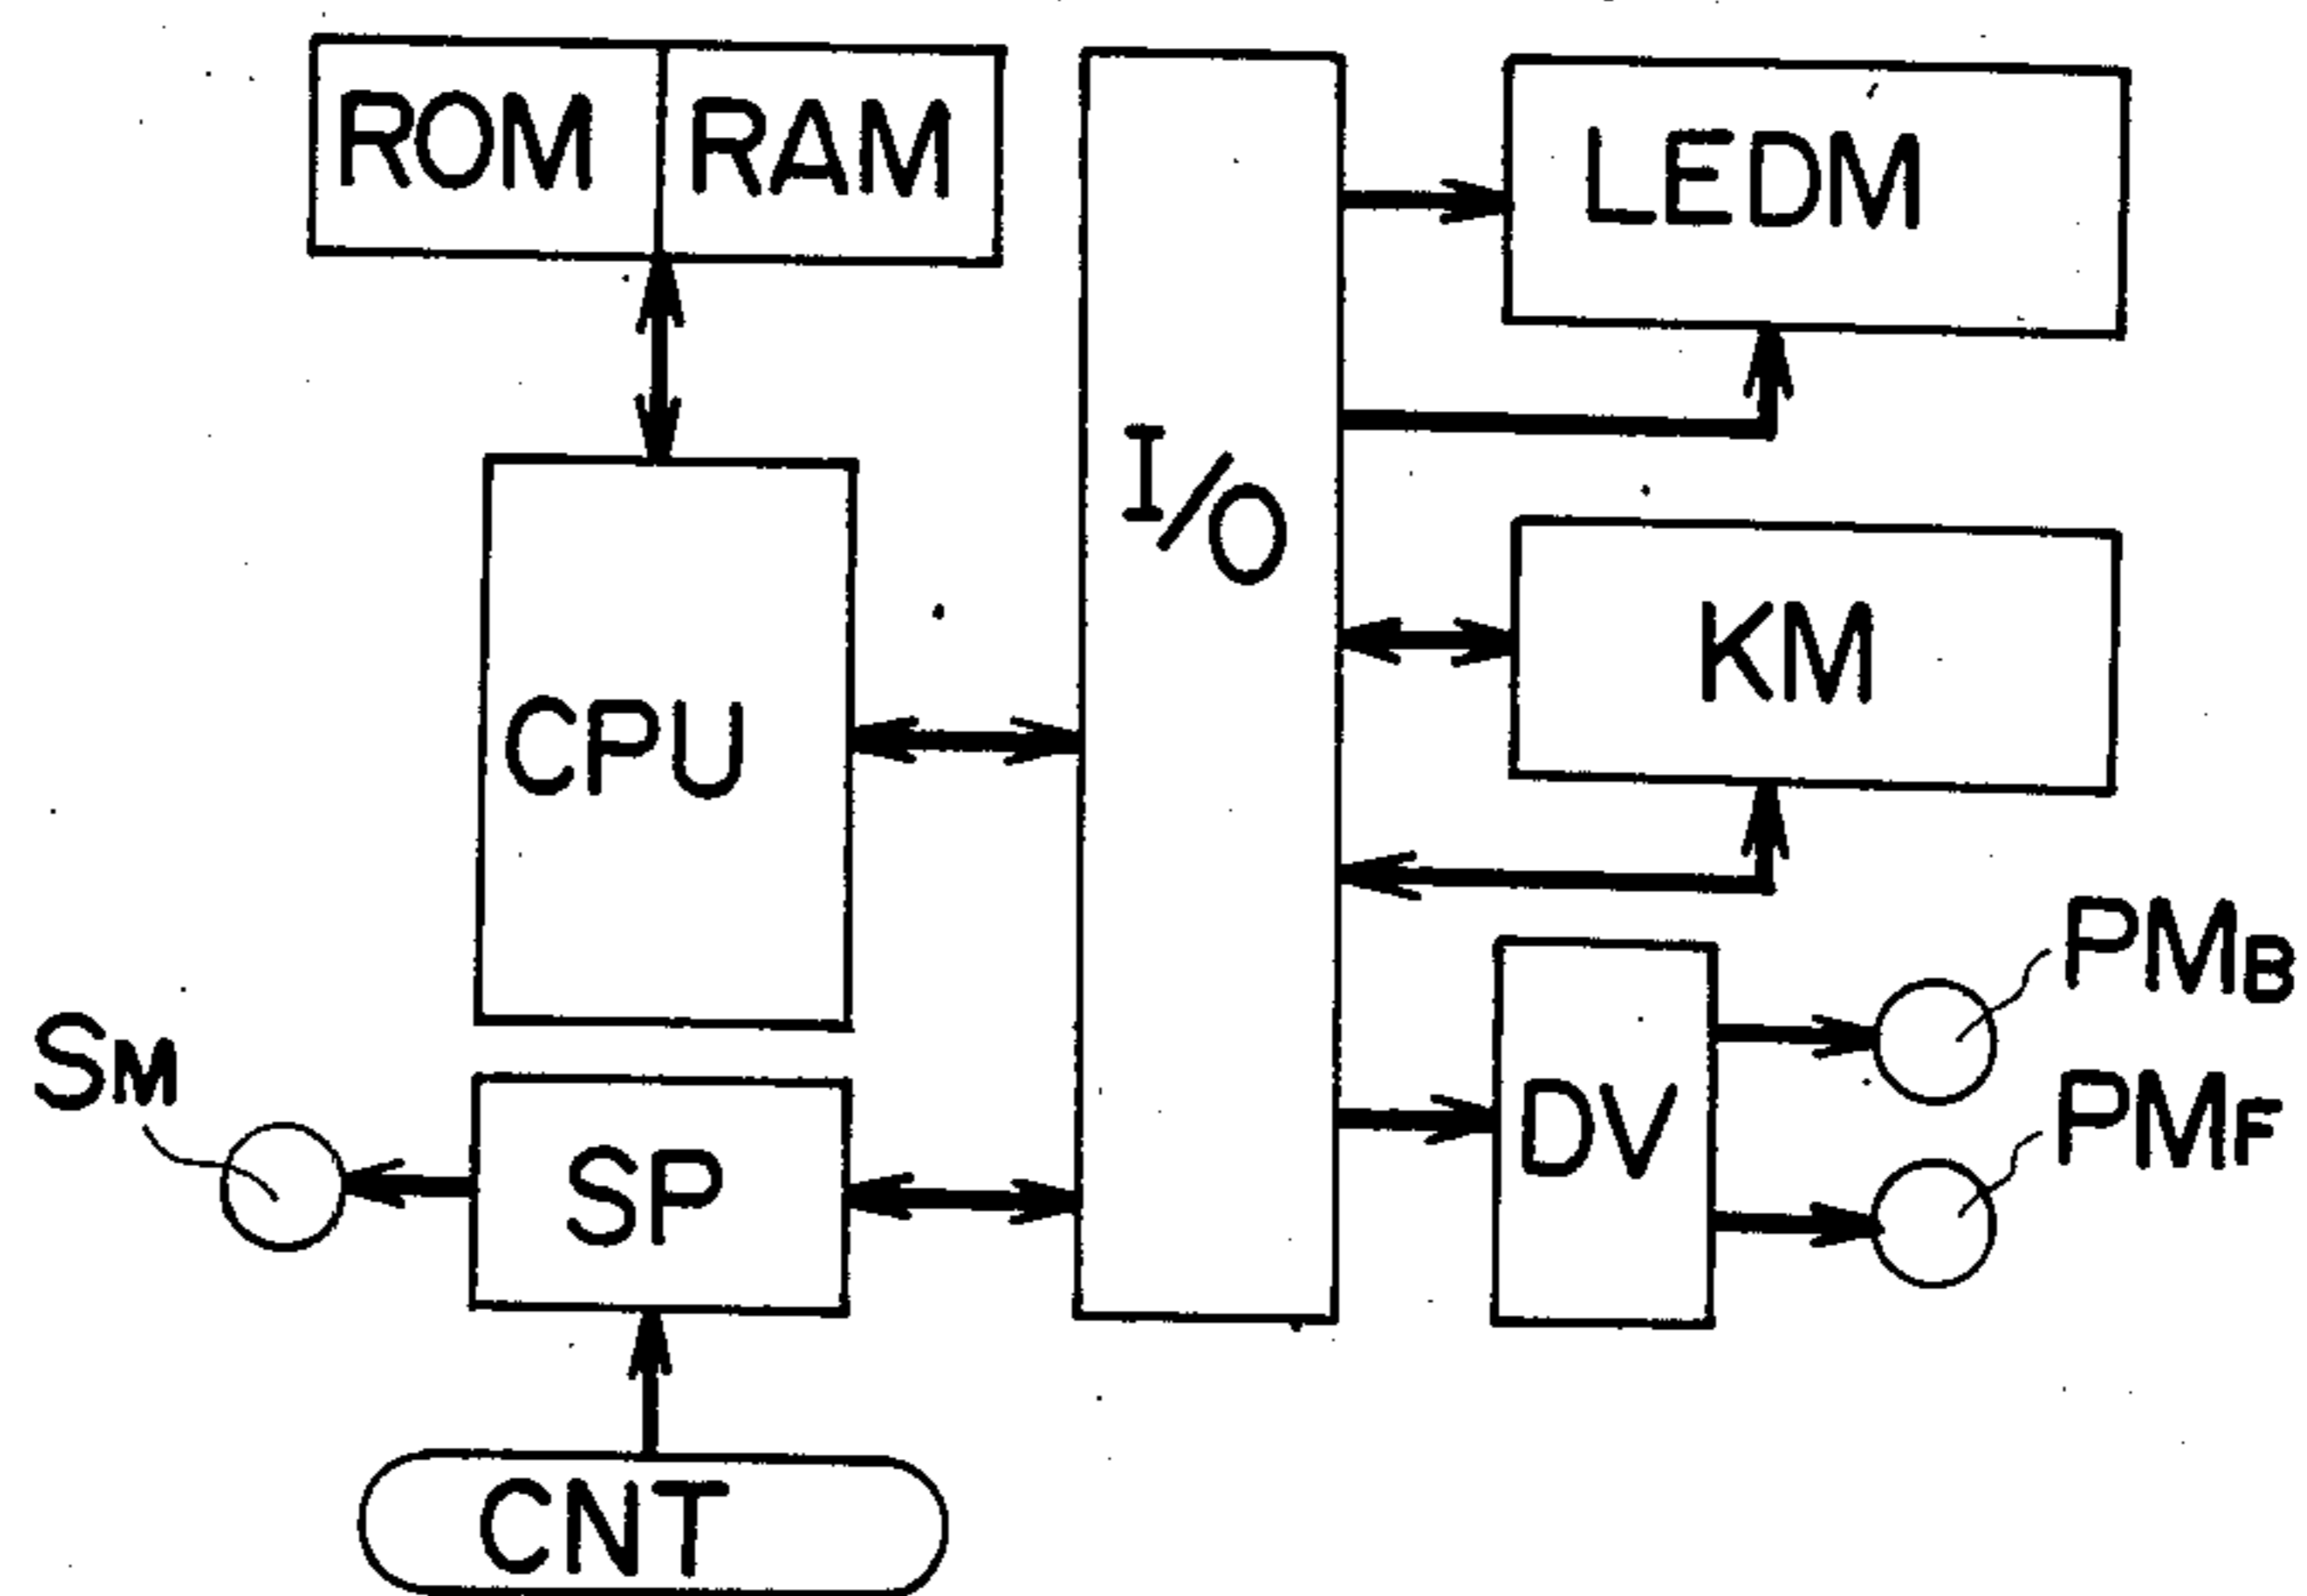 ROM RAM
LEDM
I/O
KM
CPU
PMB
SM
PMF
DV
SP
CNT